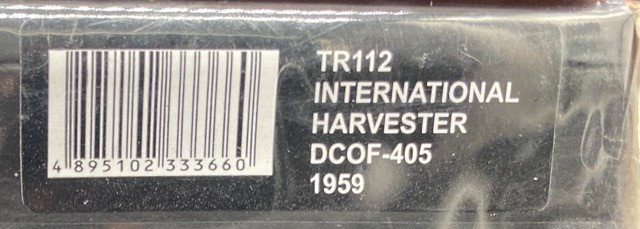 TR112
INTERNATIONAL
HARVESTER
DCOF-405
1959
4 895102 333660